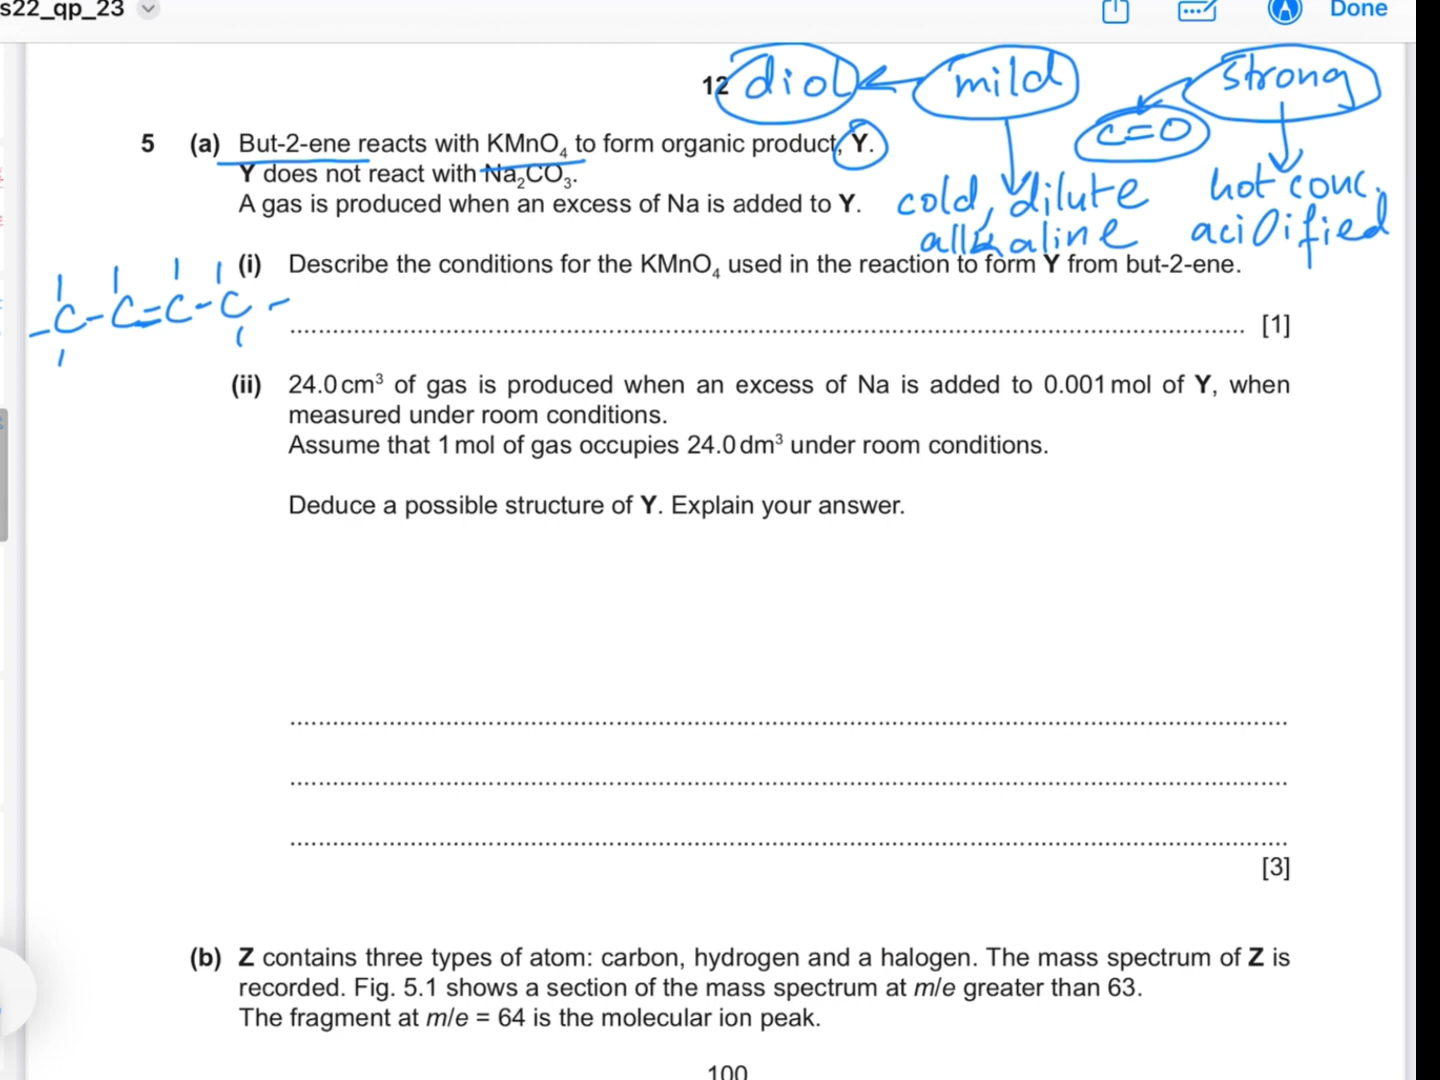 s22_qp_23
Done
12
diol
mild
strong
C=O
5 (a) But-2-ene reacts with KMnO₄ to form organic product, Y.
Y does not react with Na₂CO₃.
A gas is produced when an excess of Na is added to Y.
cold, dilute
alkaline
hot conc.
acidified
(i) Describe the conditions for the KMnO₄ used in the reaction to form Y from but-2-ene.
-C-C=C-C-
[1]
(ii) 24.0 cm³ of gas is produced when an excess of Na is added to 0.001 mol of Y, when
measured under room conditions.
Assume that 1 mol of gas occupies 24.0 dm³ under room conditions.
Deduce a possible structure of Y. Explain your answer.
[3]
(b) Z contains three types of atom: carbon, hydrogen and a halogen. The mass spectrum of Z is
recorded. Fig. 5.1 shows a section of the mass spectrum at m/e greater than 63.
The fragment at m/e = 64 is the molecular ion peak.
100